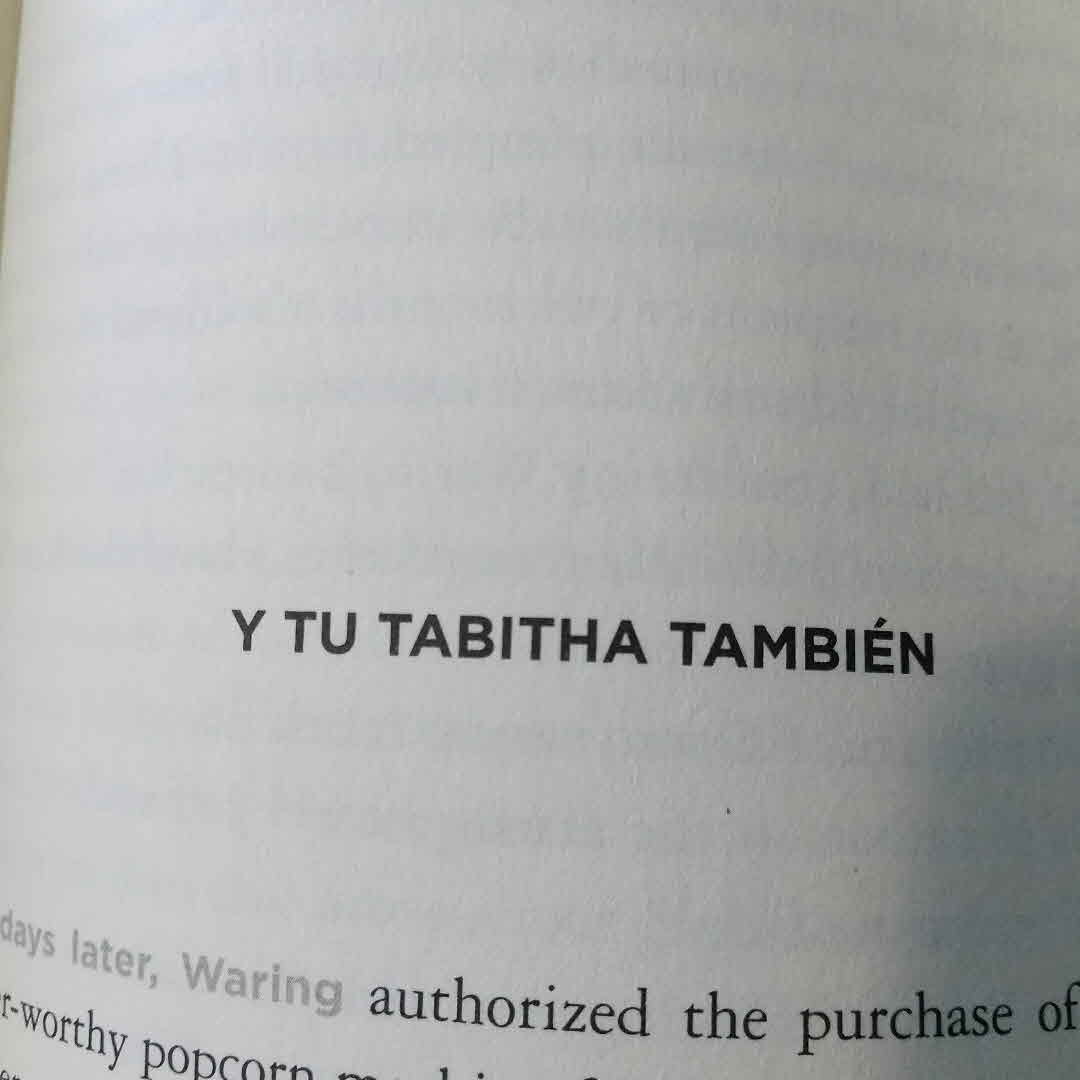 Y TU TABITHA TAMBIÉN
days later, Waring authorized the purchase of
r-worthy popcorn